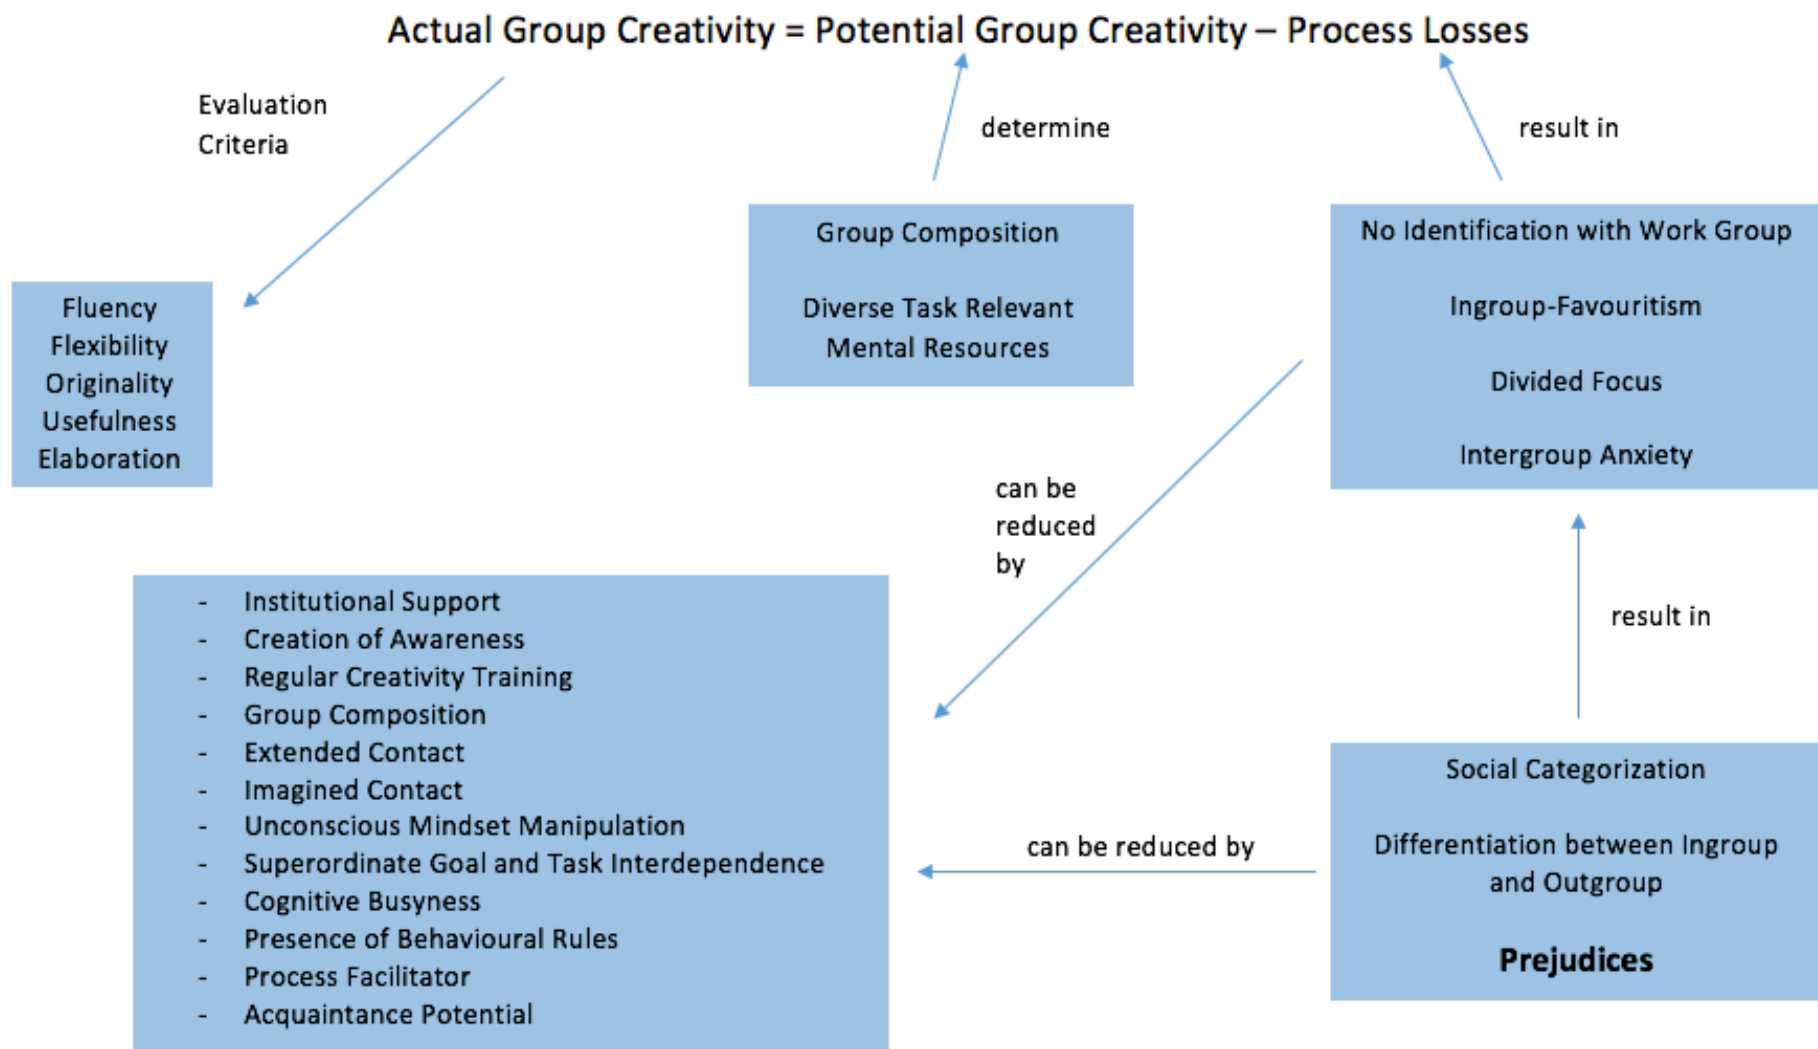 Actual Group Creativity = Potential Group Creativity – Process Losses
Evaluation
Criteria
determine
result in
Fluency
Flexibility
Originality
Usefulness
Elaboration
Group Composition
Diverse Task Relevant
Mental Resources
No Identification with Work Group
Ingroup-Favouritism
Divided Focus
Intergroup Anxiety
can be
reduced
by
result in
- Institutional Support
- Creation of Awareness
- Regular Creativity Training
- Group Composition
- Extended Contact
- Imagined Contact
- Unconscious Mindset Manipulation
- Superordinate Goal and Task Interdependence
- Cognitive Busyness
- Presence of Behavioural Rules
- Process Facilitator
- Acquaintance Potential
can be reduced by
Social Categorization
Differentiation between Ingroup
and Outgroup
Prejudices